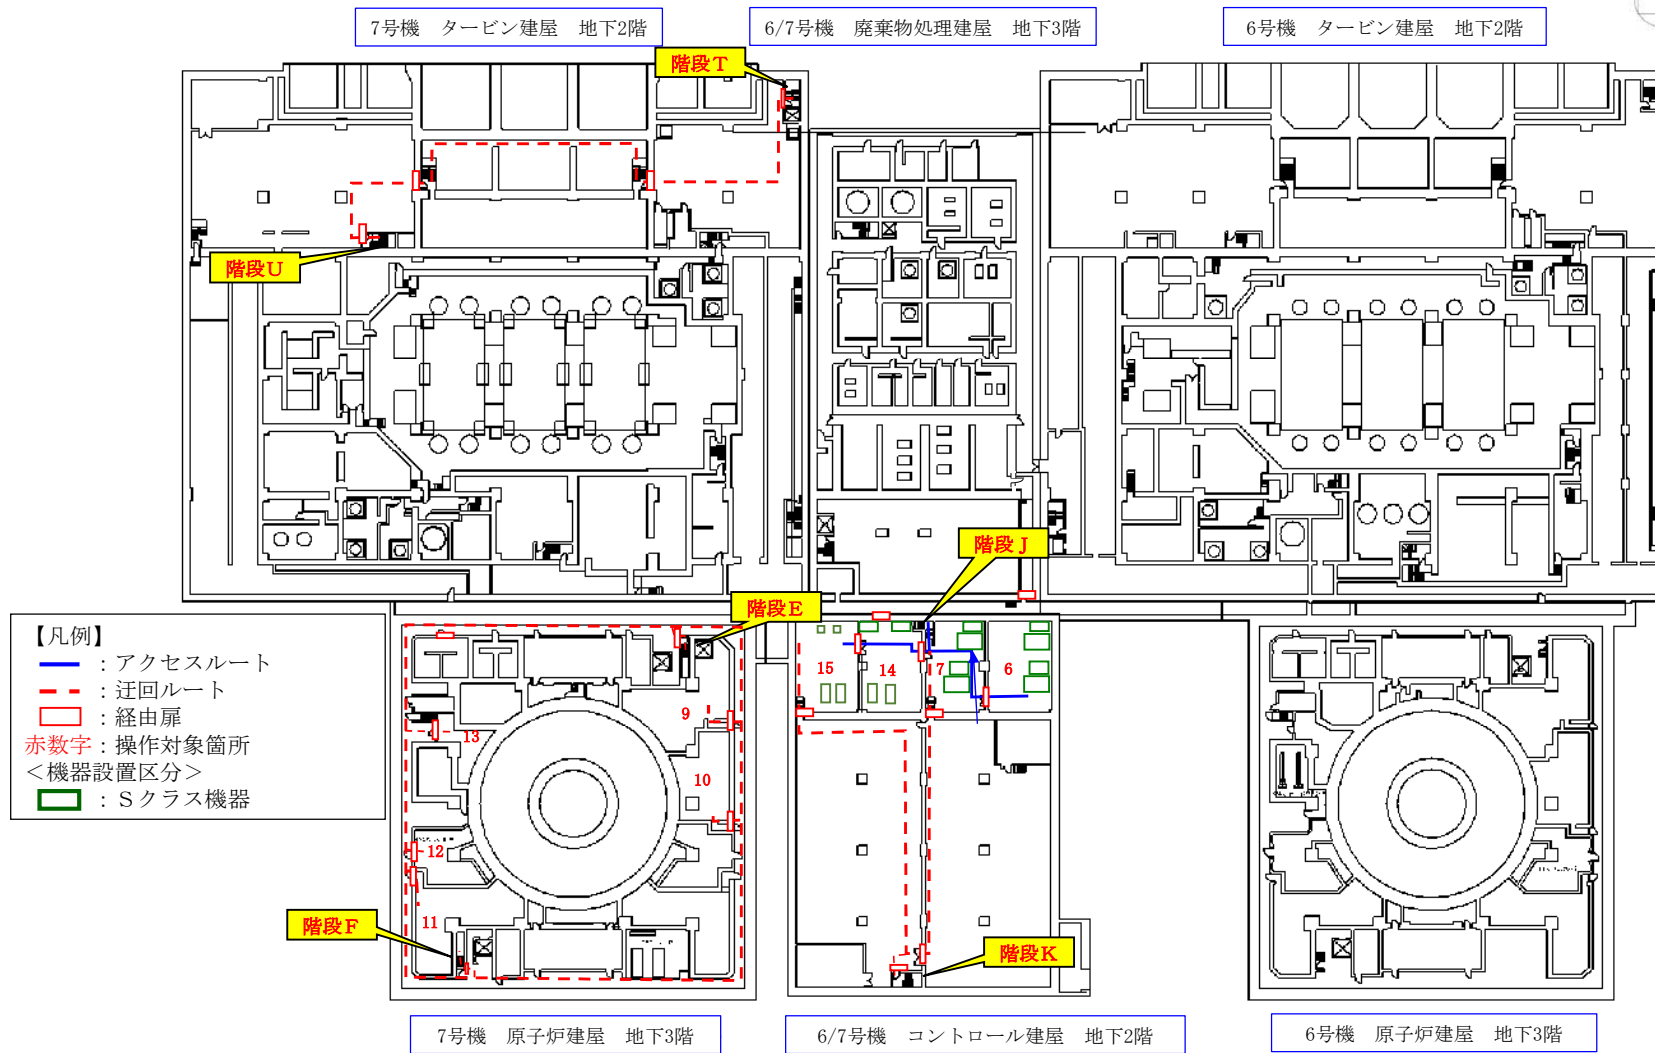 7号機　タービン建屋　地下2階
6/7号機　廃棄物処理建屋　地下3階
6号機　タービン建屋　地下2階
階段T
階段U
階段J
階段E
【凡例】
：アクセスルート
：迂回ルート
：経由扉
赤数字：操作対象箇所
＜機器設置区分＞
：Sクラス機器
15
14
7
6
9
13
10
12
11
階段F
階段K
7号機　原子炉建屋　地下3階
6/7号機　コントロール建屋　地下2階
6号機　原子炉建屋　地下3階